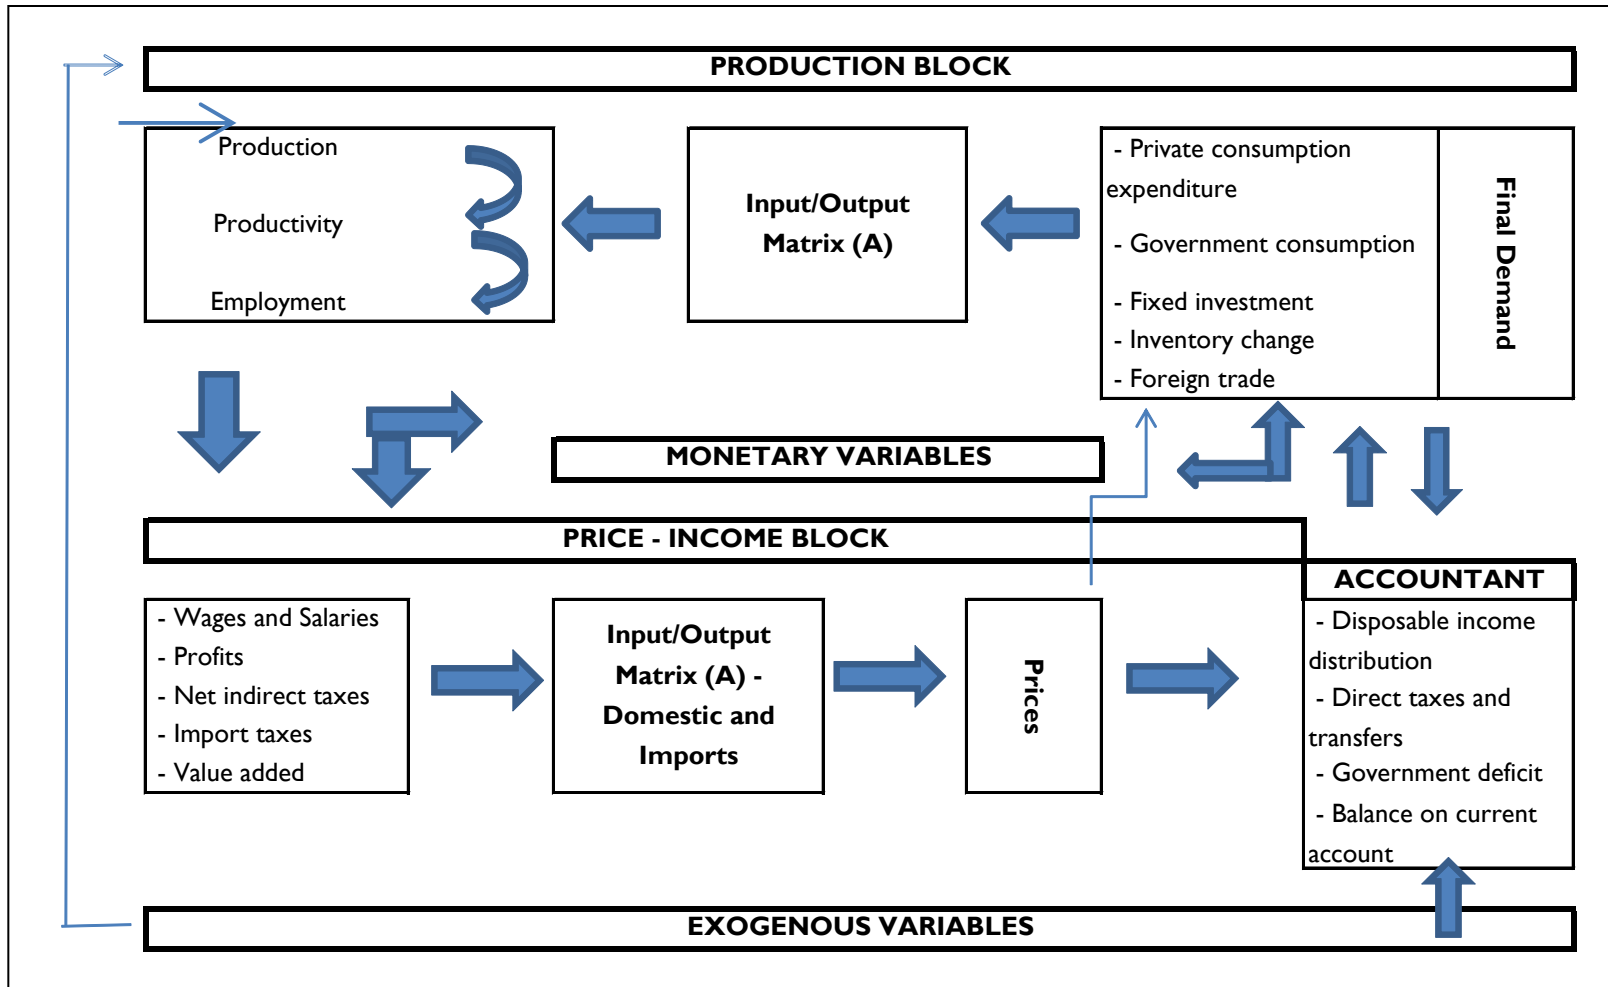 PRODUCTION BLOCK
Production
Productivity
Employment
Input/Output
Matrix (A)
- Private consumption
expenditure
- Government consumption
- Fixed investment
- Inventory change
- Foreign trade
Final Demand
MONETARY VARIABLES
PRICE - INCOME BLOCK
ACCOUNTANT
- Wages and Salaries
- Profits
- Net indirect taxes
- Import taxes
- Value added
Input/Output
Matrix (A) -
Domestic and
Imports
Prices
- Disposable income
distribution
- Direct taxes and
transfers
- Government deficit
- Balance on current
account
EXOGENOUS VARIABLES